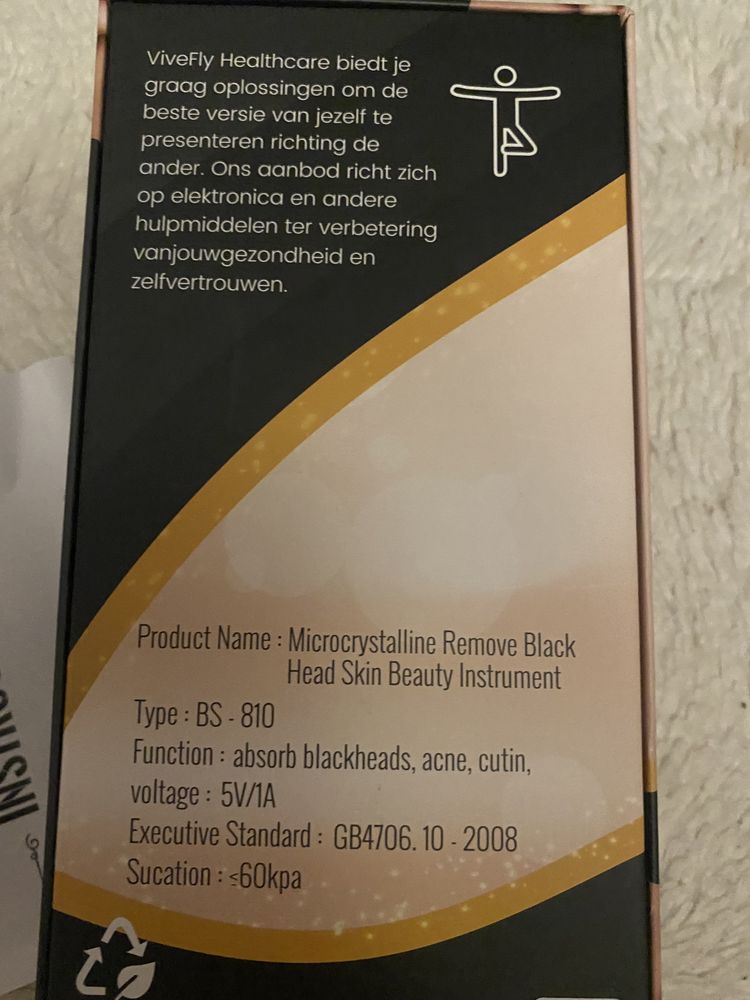 ViveFly Healthcare biedt je
graag oplossingen om de
beste versie van jezelf te
presenteren richting de
ander. Ons aanbod richt zich
op elektronica en andere
hulpmiddelen ter verbetering
vanjouwgezondheid en
zelfvertrouwen.
Product Name : Microcrystalline Remove Black
Head Skin Beauty Instrument
Type : BS - 810
Function : absorb blackheads, acne, cutin,
voltage : 5V/1A
Executive Standard : GB4706. 10 - 2008
Sucation : ≤60kpa